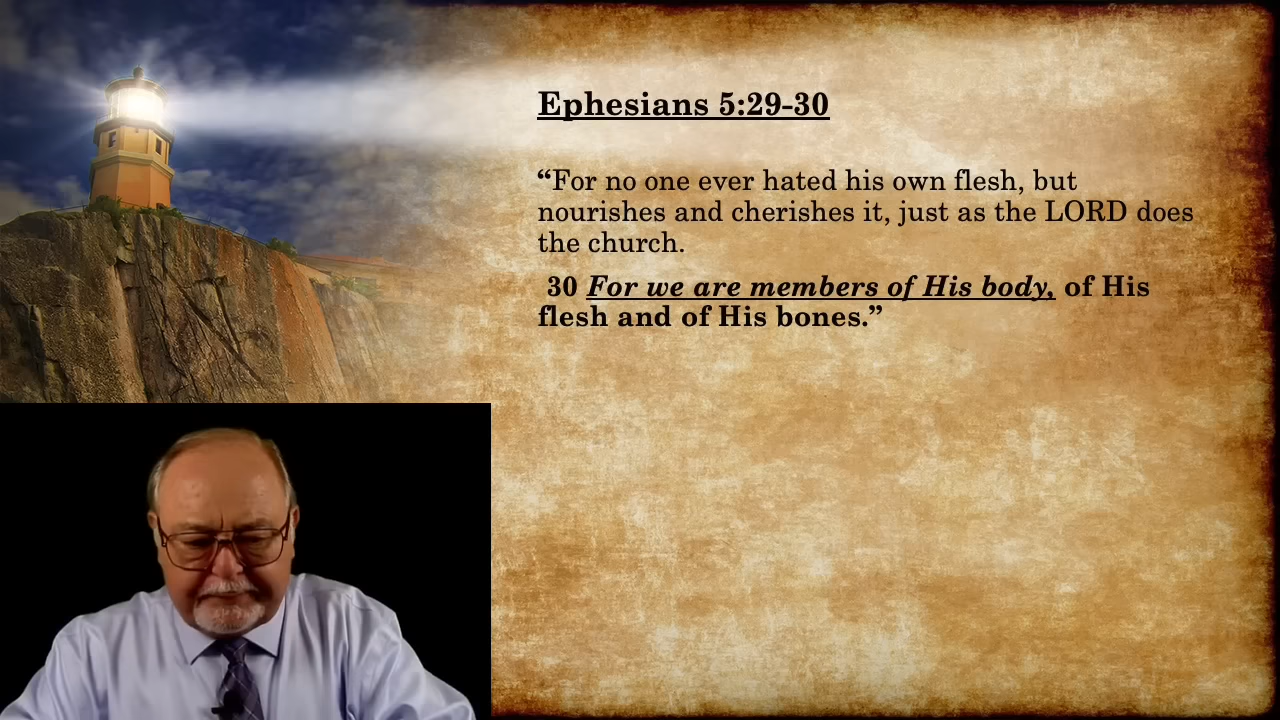 Ephesians 5:29-30
“For no one ever hated his own flesh, but
nourishes and cherishes it, just as the LORD does
the church.
30 For we are members of His body, of His
flesh and of His bones.”